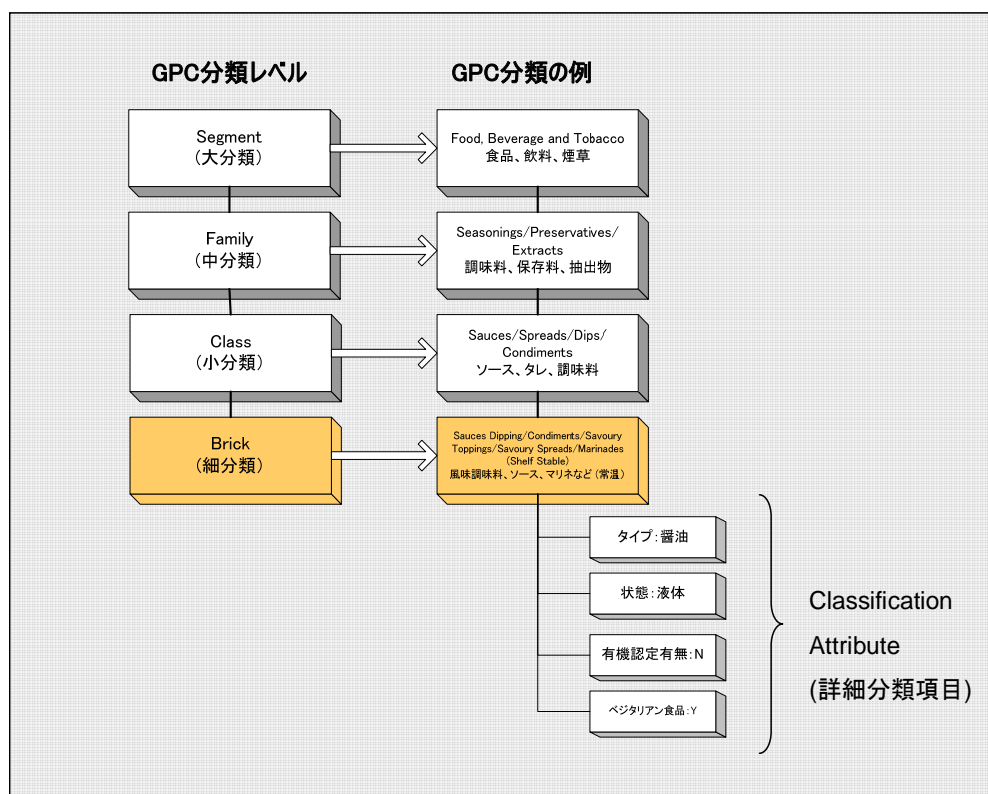 GPC分類レベル
GPC分類の例
Segment
(大分類)
Food, Beverage and Tobacco
食品、飲料、煙草
Family
(中分類)
Seasonings/Preservatives/
Extracts
調味料、保存料、抽出物
Class
(小分類)
Sauces/Spreads/Dips/
Condiments
ソース、タレ、調味料
Brick
(細分類)
Sauces Dipping/Condiments/Savoury
Toppings/Savoury Spreads/Marinades
(Shelf Stable)
風味調味料、ソース、マリネなど(常温)
タイプ:醤油
状態:液体
有機認定有無:N
ベジタリアン食品:Y
Classification
Attribute
(詳細分類項目)